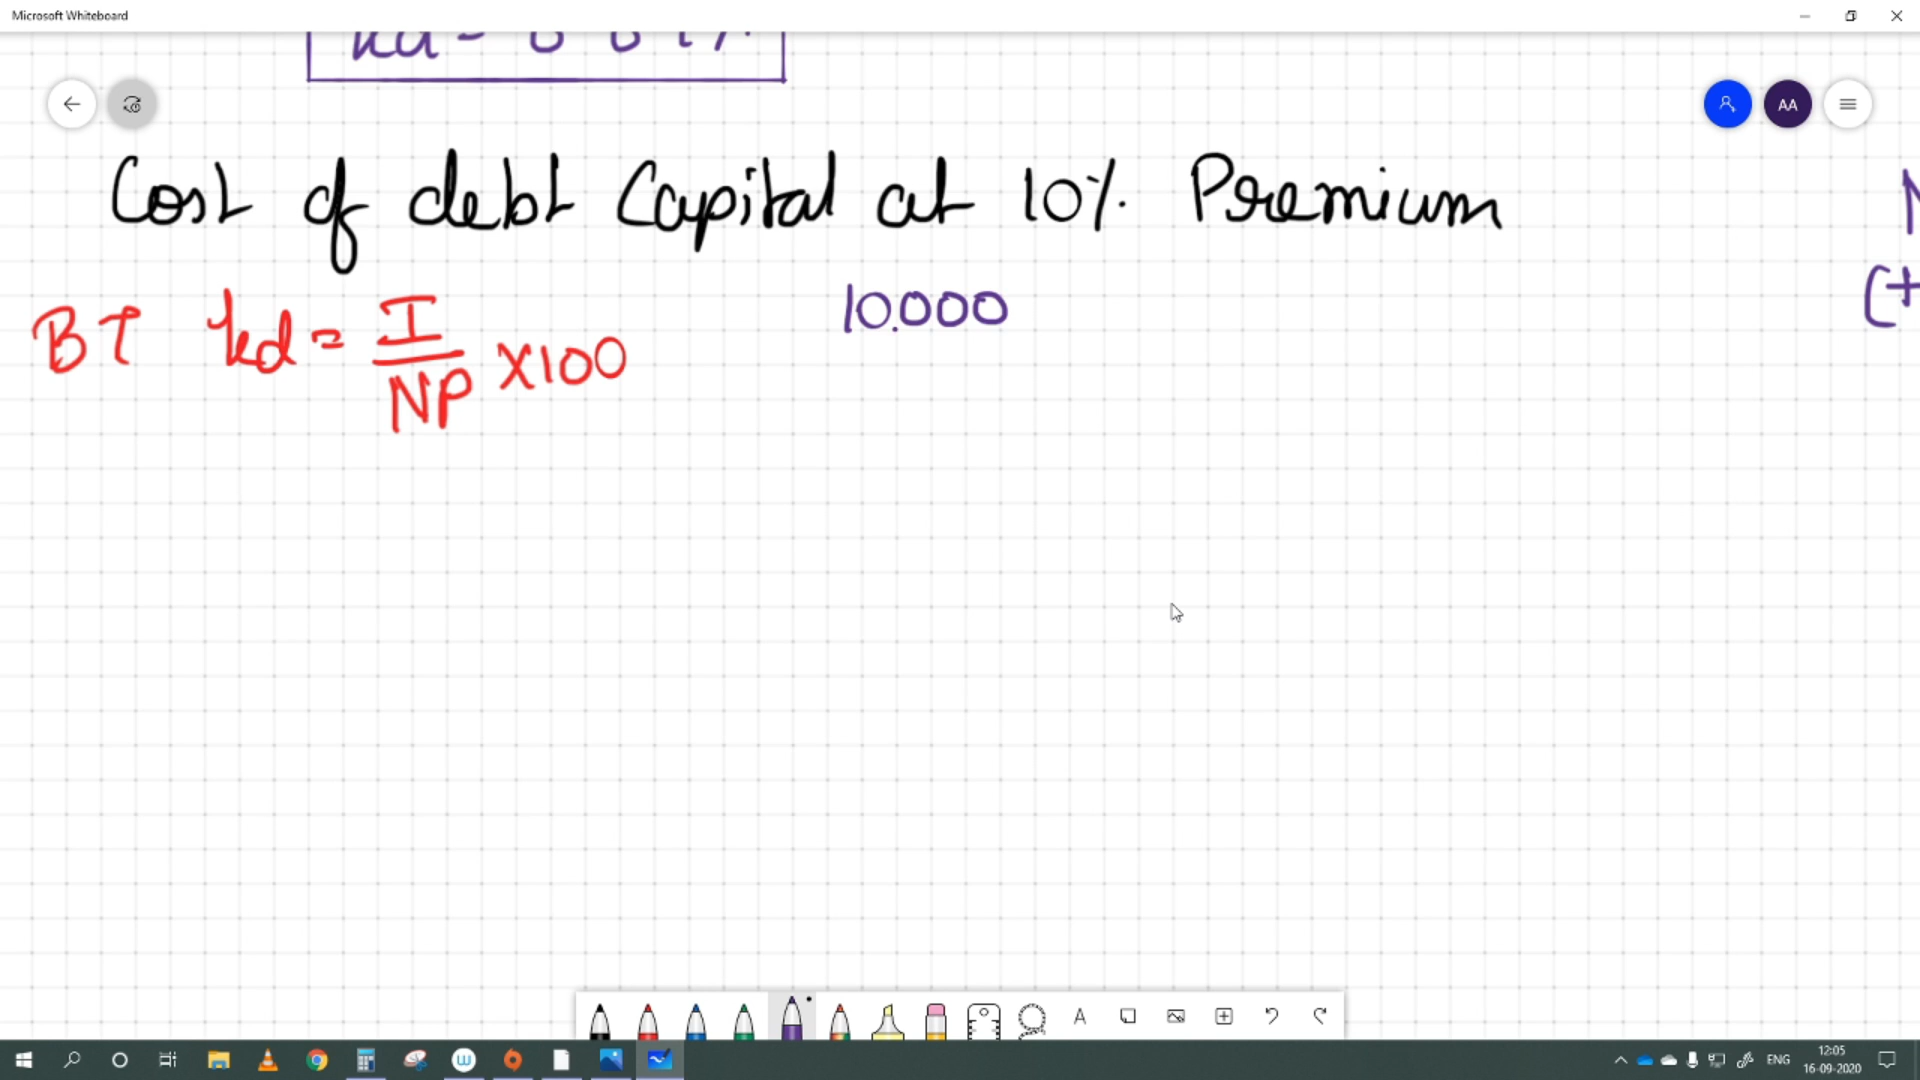 Microsoft Whiteboard
AA
Cost of debt Capital at 10% Premium
BT kd = I/NP X100
10.000
(+
A
ENG
12:05
16-09-2020